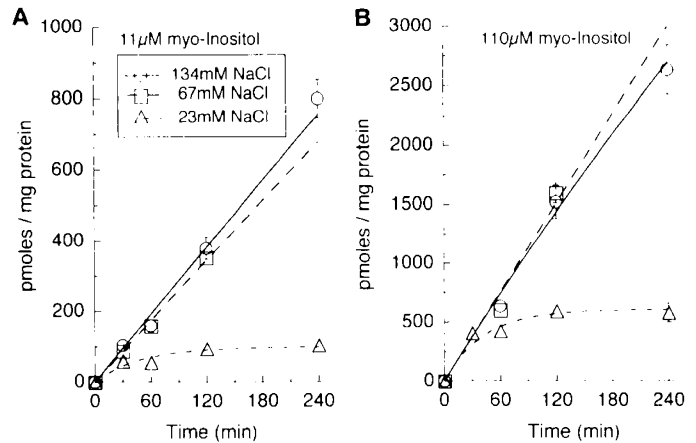 A
11µM myo-Inositol
134mM NaCl
67mM NaCl
23mM NaCl
pmoles / mg protein
1000
800
600
400
200
0
0 60 120 180 240
Time (min)
B
110µM myo-Inositol
pmoles / mg protein
3000
2500
2000
1500
1000
500
0
0 60 120 180 240
Time (min)